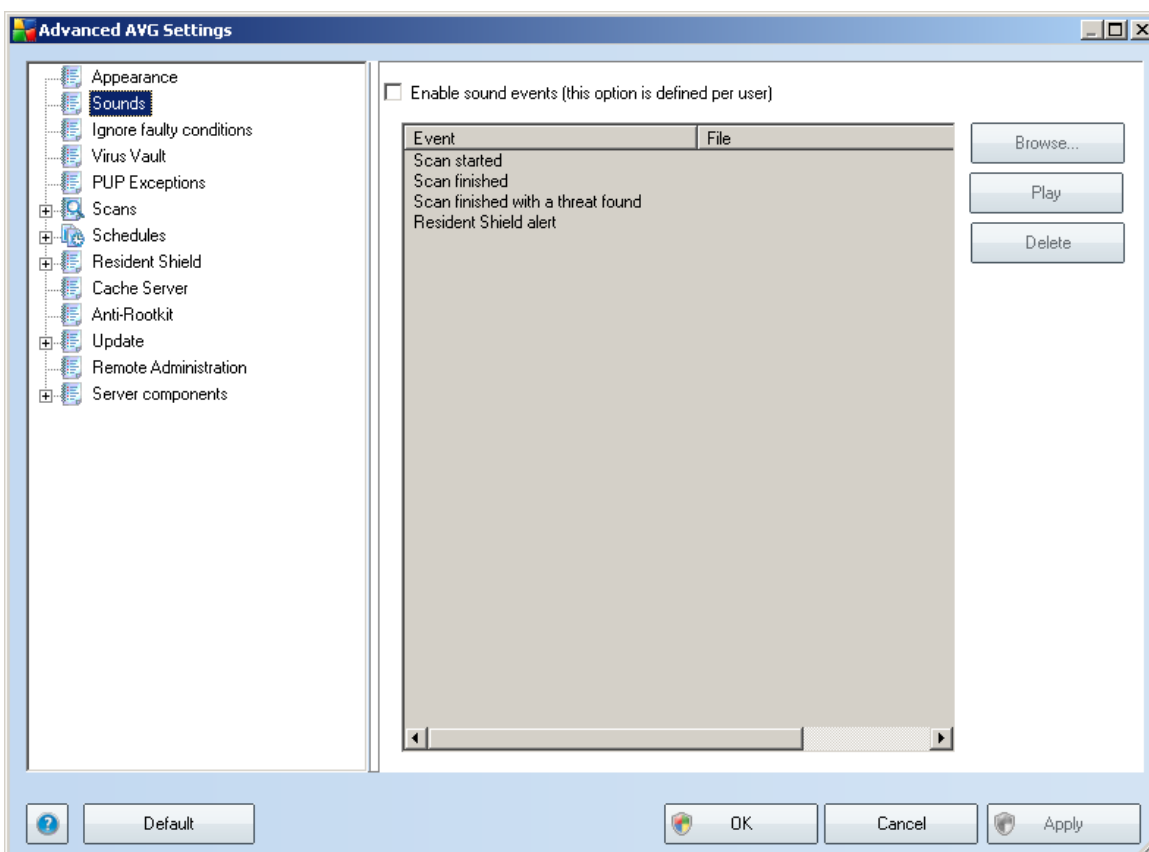 Advanced AVG Settings
Appearance
Sounds
Ignore faulty conditions
Virus Vault
PUP Exceptions
Scans
Schedules
Resident Shield
Cache Server
Anti-Rootkit
Update
Remote Administration
Server components
Enable sound events (this option is defined per user)
Event File
Scan started
Scan finished
Scan finished with a threat found
Resident Shield alert
Browse...
Play
Delete
? Default OK Cancel Apply